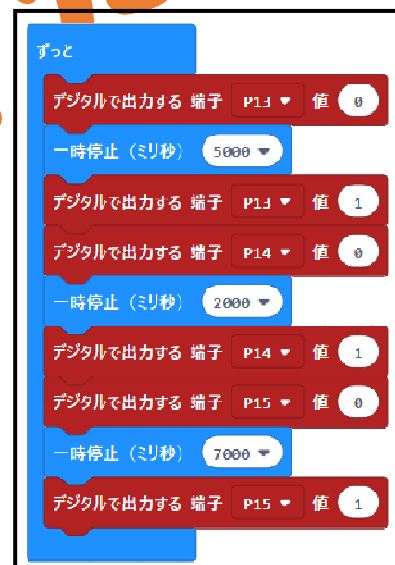 ずっと
デジタルで出力する 端子 P13 値 0
一時停止（ミリ秒） 5000
デジタルで出力する 端子 P13 値 1
デジタルで出力する 端子 P14 値 0
一時停止（ミリ秒） 2000
デジタルで出力する 端子 P14 値 1
デジタルで出力する 端子 P15 値 0
一時停止（ミリ秒） 7000
デジタルで出力する 端子 P15 値 1